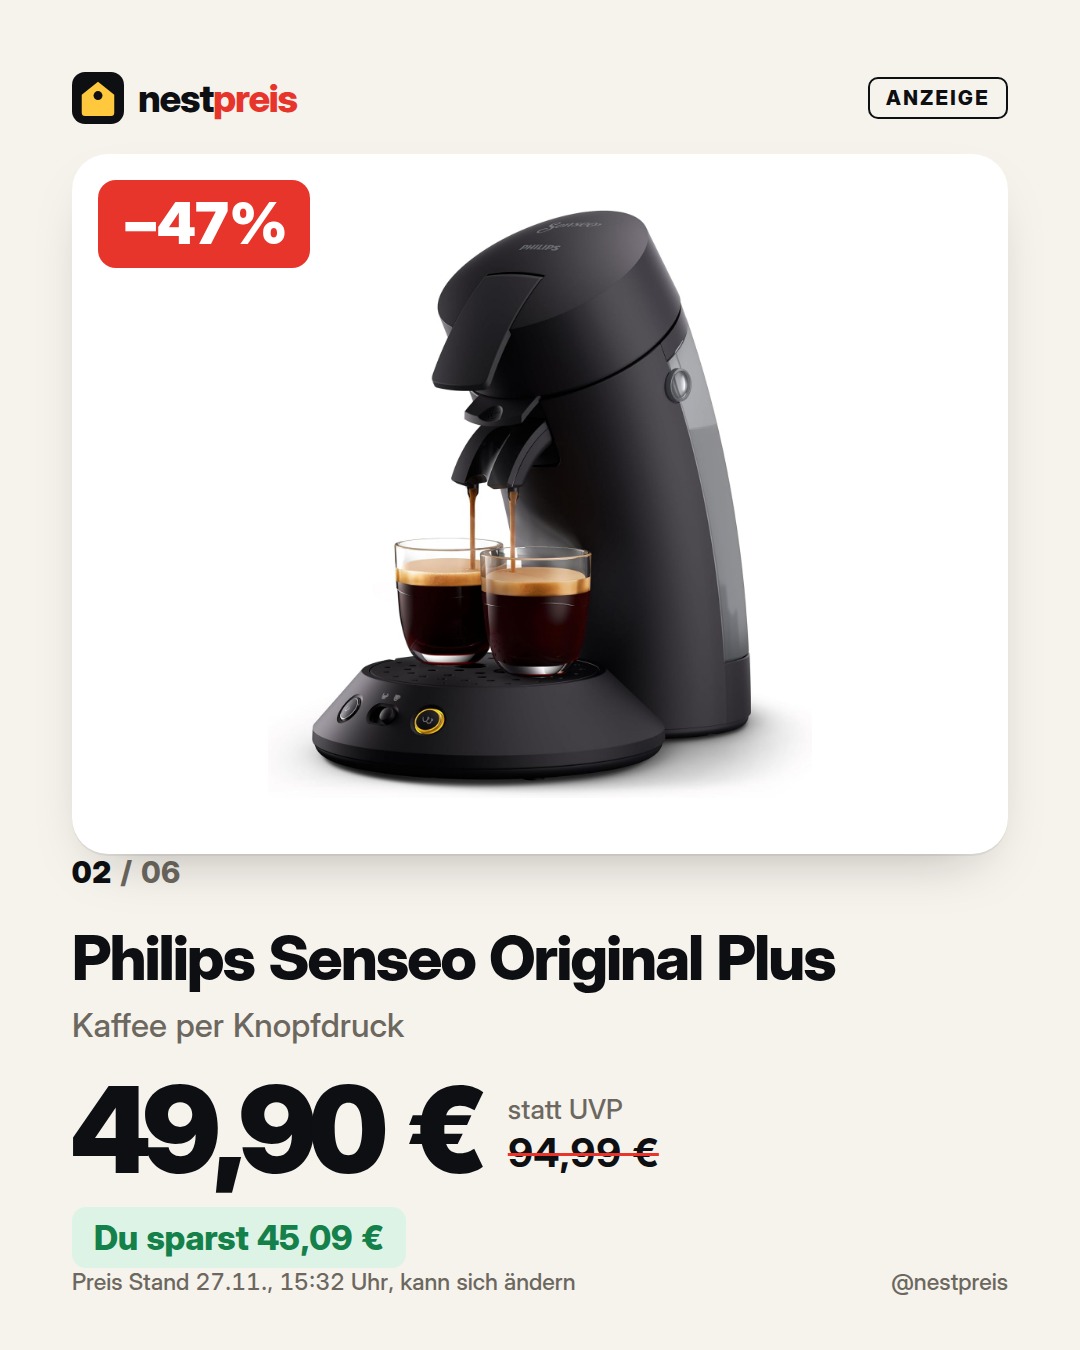 nestpreis
ANZEIGE
–47%
Senseo
PHILIPS
02 / 06
Philips Senseo Original Plus
Kaffee per Knopfdruck
49,90 €
statt UVP
94,99 €
Du sparst 45,09 €
Preis Stand 27.11., 15:32 Uhr, kann sich ändern
@nestpreis